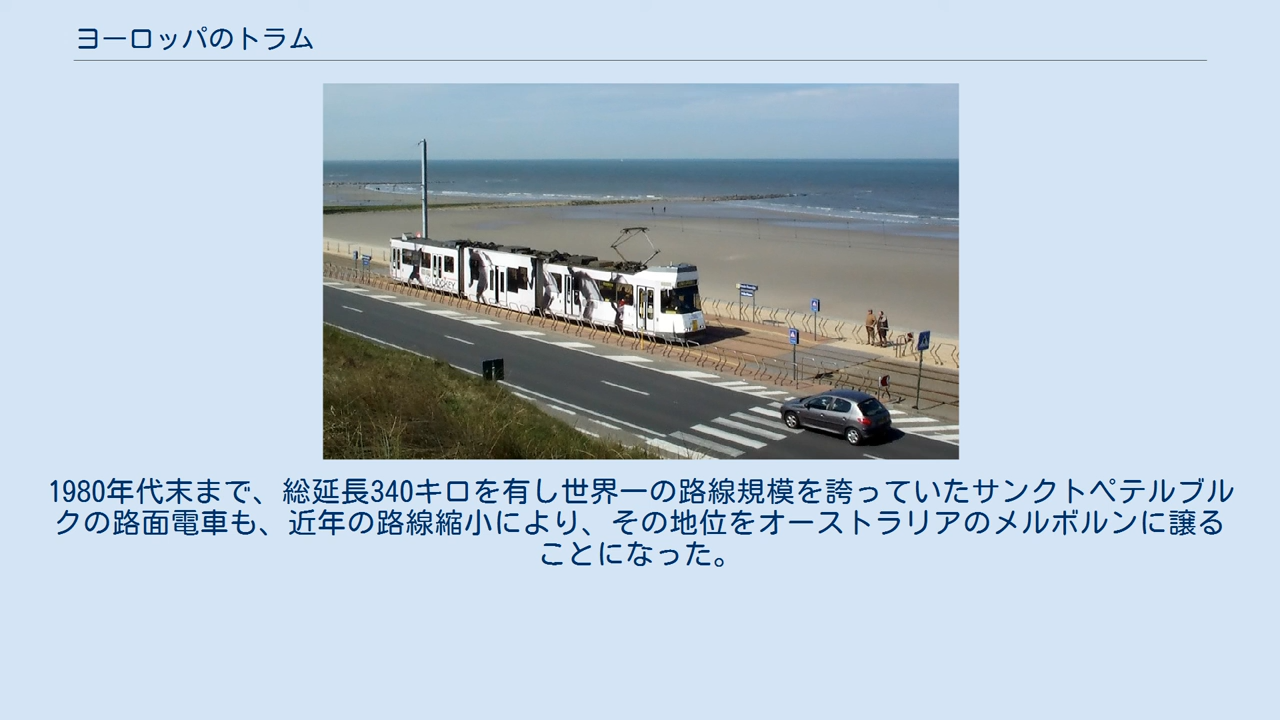 ヨーロッパのトラム
1980年代末まで、総延長340キロを有し世界一の路線規模を誇っていたサンクトペテルブル
クの路面電車も、近年の路線縮小により、その地位をオーストラリアのメルボルンに譲る
ことになった。